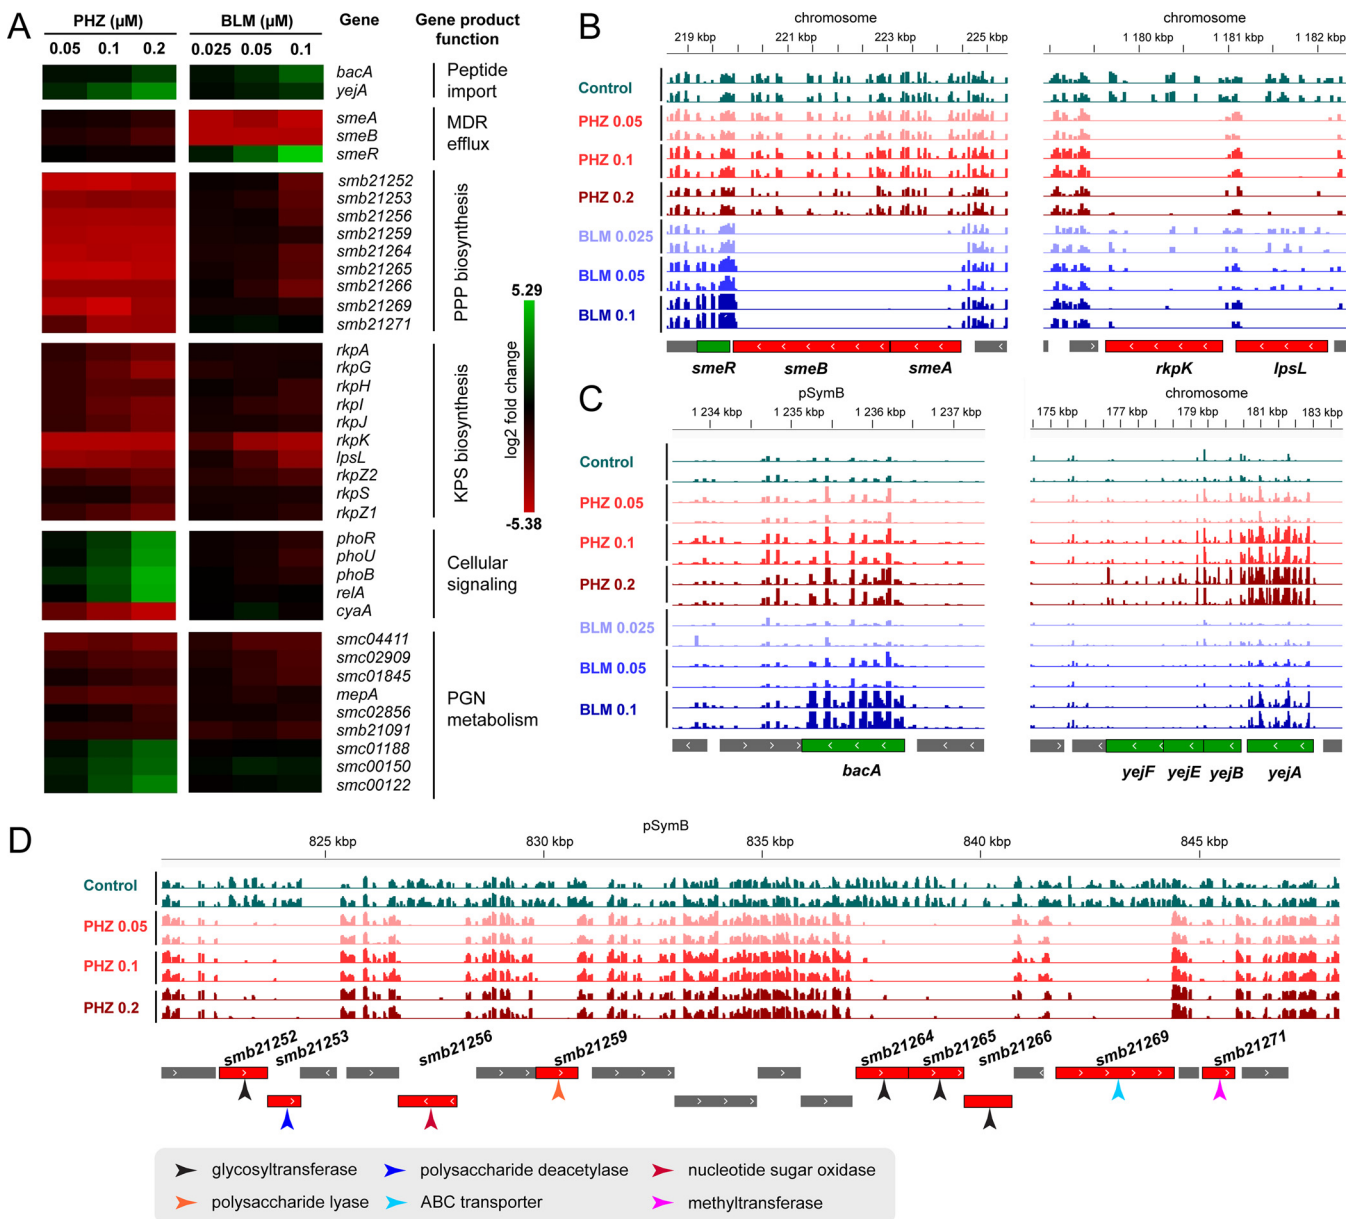 A
PHZ (µM)
BLM (µM)
Gene
Gene product
function
0.05 0.1 0.2
0.025 0.05 0.1
bacA
yejA
Peptide
import
smeA
smeB
smeR
MDR
efflux
smb21252
smb21253
smb21256
smb21259
smb21264
smb21265
smb21266
smb21269
smb21271
PPP biosynthesis
rkpA
rkpG
rkpH
rkpI
rkpJ
rkpK
lpsL
rkpZ2
rkpS
rkpZ1
KPS biosynthesis
5.29
log2 fold change
-5.38
phoR
phoU
phoB
relA
cyaA
Cellular
signaling
smc04411
smc02909
smc01845
mepA
smc02856
smb21091
smc01188
smc00150
smc00122
PGN
metabolism
B
chromosome
219 kbp 221 kbp 223 kbp 225 kbp
chromosome
1 180 kbp 1 181 kbp 1 182 kbp
Control
PHZ 0.05
PHZ 0.1
PHZ 0.2
BLM 0.025
BLM 0.05
BLM 0.1
smeR smeB smeA
rkpK lpsL
C
pSymB
1 234 kbp 1 235 kbp 1 236 kbp 1 237 kbp
chromosome
175 kbp 177 kbp 179 kbp 181 kbp 183 kbp
Control
PHZ 0.05
PHZ 0.1
PHZ 0.2
BLM 0.025
BLM 0.05
BLM 0.1
bacA
yejF yejE yejB yejA
D
pSymB
825 kbp 830 kbp 835 kbp 840 kbp 845 kbp
Control
PHZ 0.05
PHZ 0.1
PHZ 0.2
smb21252 smb21253 smb21256 smb21259 smb21264 smb21265 smb21266 smb21269 smb21271
glycosyltransferase polysaccharide deacetylase nucleotide sugar oxidase
polysaccharide lyase ABC transporter methyltransferase